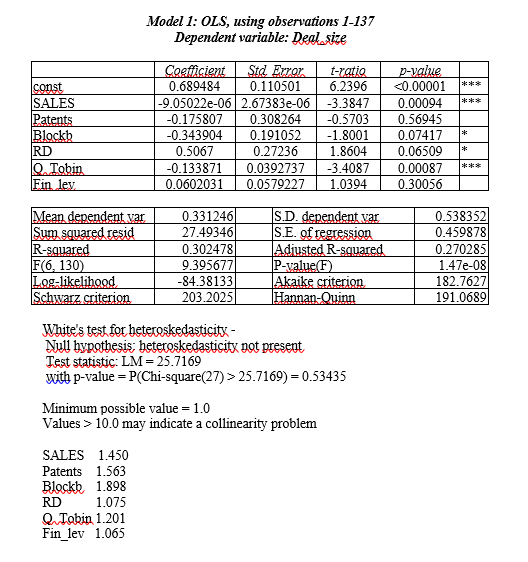 Model 1: OLS, using observations 1-137
Dependent variable: Deal_size
Coefficient Std. Error t-ratio p-value
const 0.689484 0.110501 6.2396 <0.00001 ***
SALES -9.05022e-06 2.67383e-06 -3.3847 0.00094 ***
Patents -0.175807 0.308264 -0.5703 0.56945
Blockb 0.343904 0.191052 -1.8001 0.07417 *
RD 0.5067 0.27236 1.8604 0.06509 *
Q_Tobin -0.133871 0.0392737 -3.4087 0.00087 ***
Fin_lev 0.0602031 0.0579227 1.0394 0.30056
Mean dependent var 0.331246 S.D. dependent var 0.538352
Sum squared resid 27.49346 S.E. of regression 0.459878
R-squared 0.302478 Adjusted R-squared 0.270285
F(6, 130) 9.395677 P-value(F) 1.47e-08
Log-likelihood -84.38133 Akaike criterion 182.7627
Schwarz criterion 203.2025 Hannan-Quinn 191.0689
White's test for heteroskedasticity -
Null hypothesis: heteroskedasticity not present
Test statistic: LM = 25.7169
with p-value = P(Chi-square(27) > 25.7169) = 0.53435
Minimum possible value = 1.0
Values > 10.0 may indicate a collinearity problem
SALES 1.450
Patents 1.563
Blockb 1.898
RD 1.075
Q_Tobin 1.201
Fin_lev 1.065